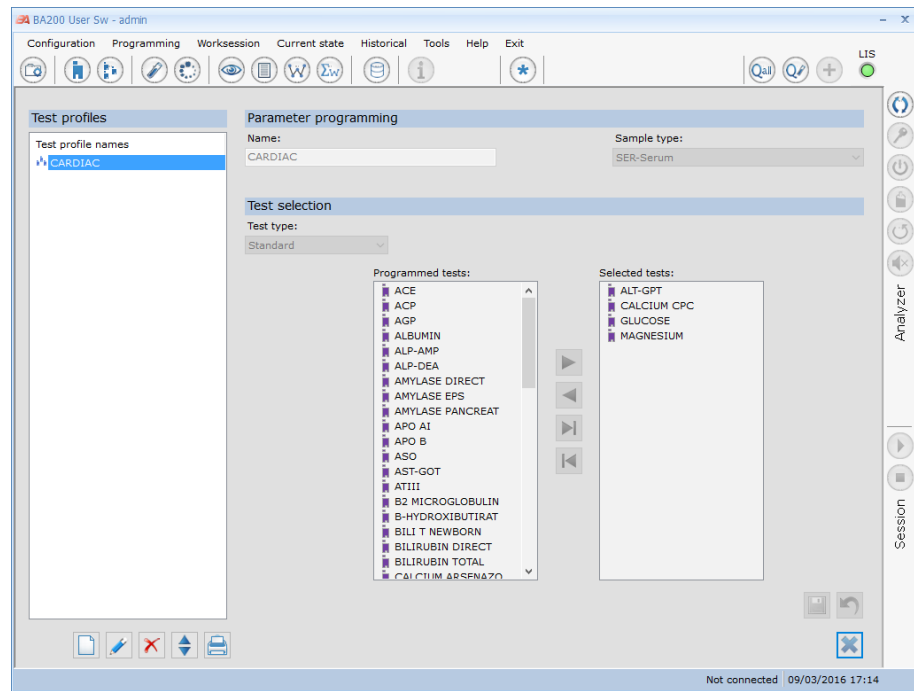 BA200 User Sw - admin
Configuration Programming Worksession Current state Historical Tools Help Exit
LIS
Qall
Test profiles
Test profile names
CARDIAC
Parameter programming
Name: Sample type:
CARDIAC SER-Serum
Test selection
Test type:
Standard
Programmed tests:
ACE
ACP
AGP
ALBUMIN
ALP-AMP
ALP-DEA
AMYLASE DIRECT
AMYLASE EPS
AMYLASE PANCREAT
APO AI
APO B
ASO
AST-GOT
ATIII
B2 MICROGLOBULIN
B-HYDROXIBUTIRAT
BILI T NEWBORN
BILIRUBIN DIRECT
BILIRUBIN TOTAL
CALCIUM ARSENAZO
Selected tests:
ALT-GPT
CALCIUM CPC
GLUCOSE
MAGNESIUM
Analyzer
Session
Not connected 09/03/2016 17:14